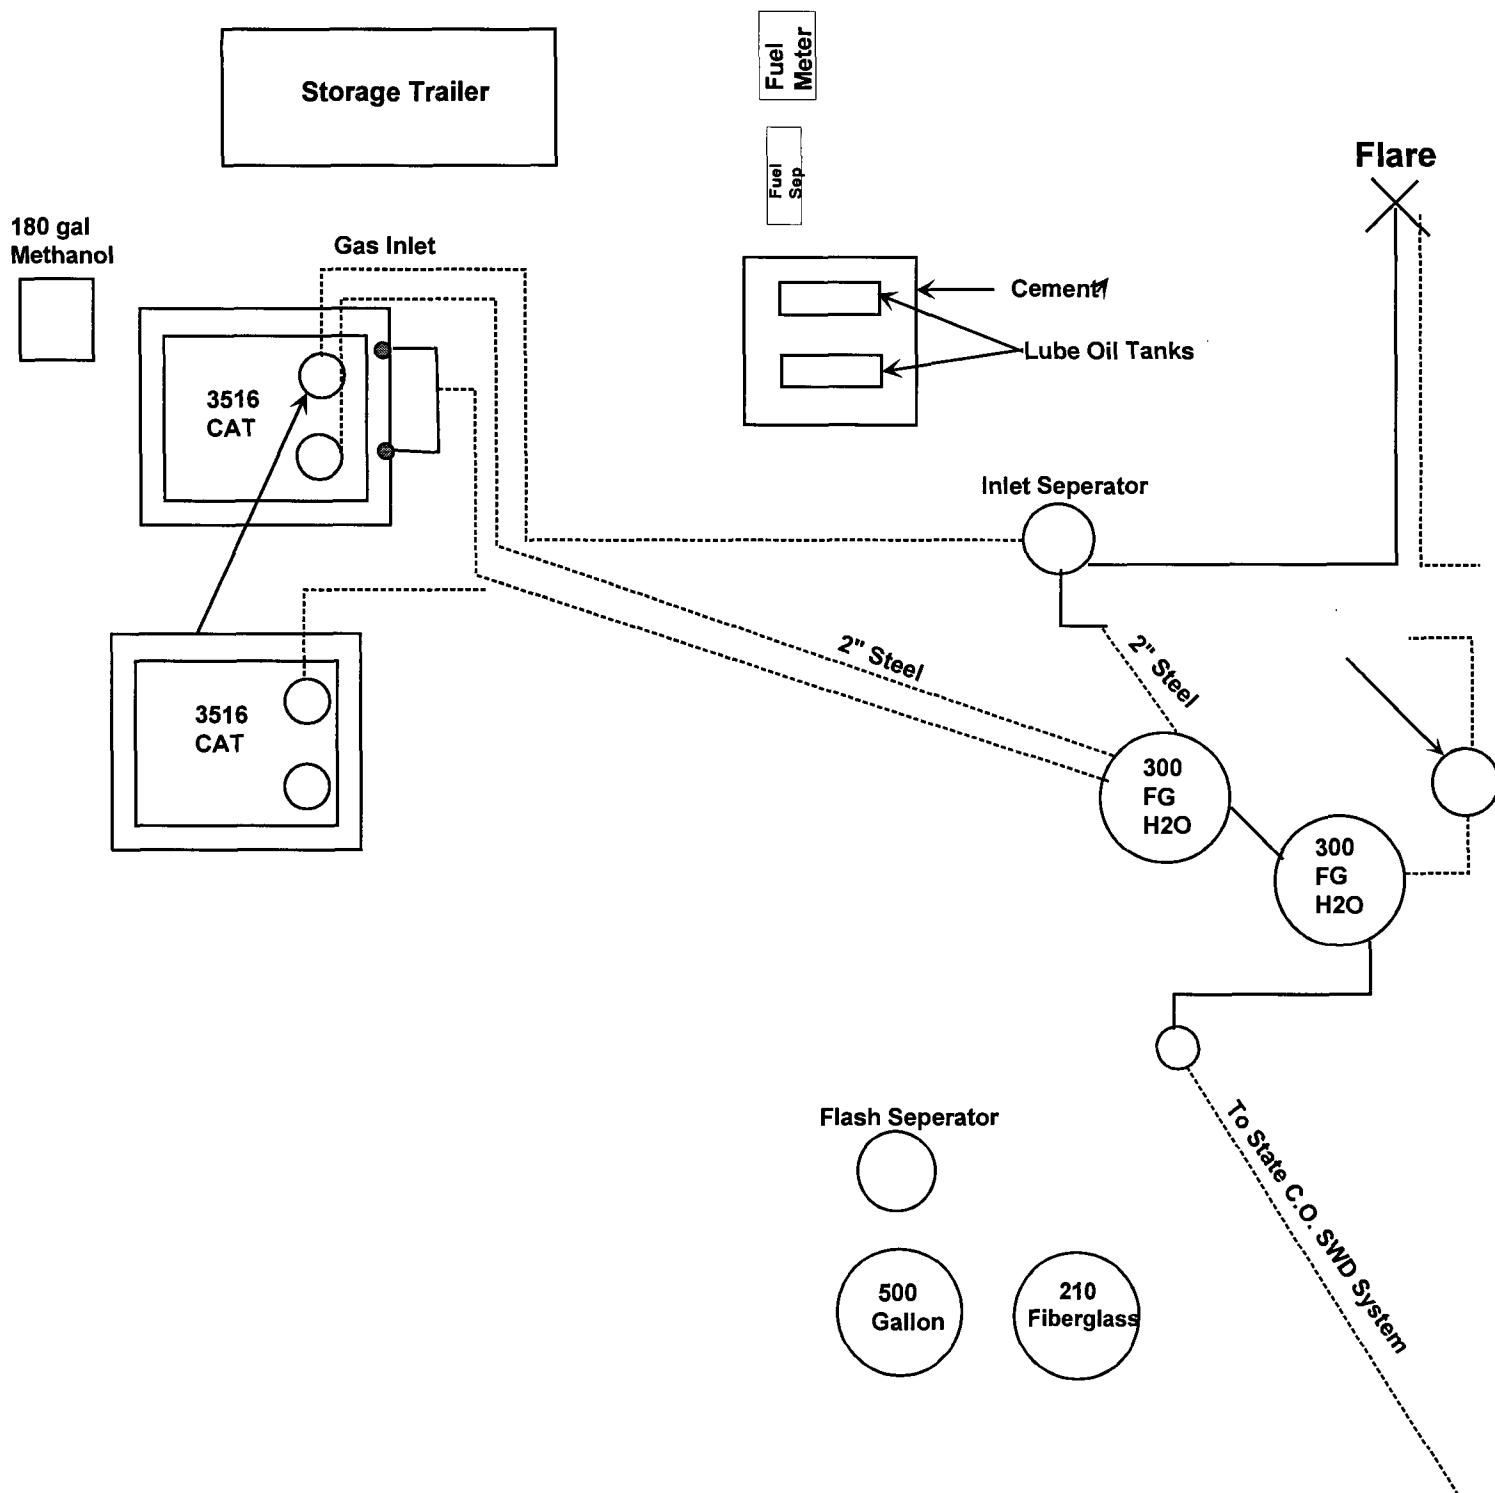 Fuel
Meter
Storage Trailer
Flare
Fuel
Sep
180 gal
Methanol
Gas Inlet
Cement
Lube Oil Tanks
3516
CAT
Inlet Seperator
2" Steel
2" Steel
3516
CAT
300
FG
H2O
300
FG
H2O
Flash Seperator
To State C.O. SWD System
500
Gallon
210
Fiberglass